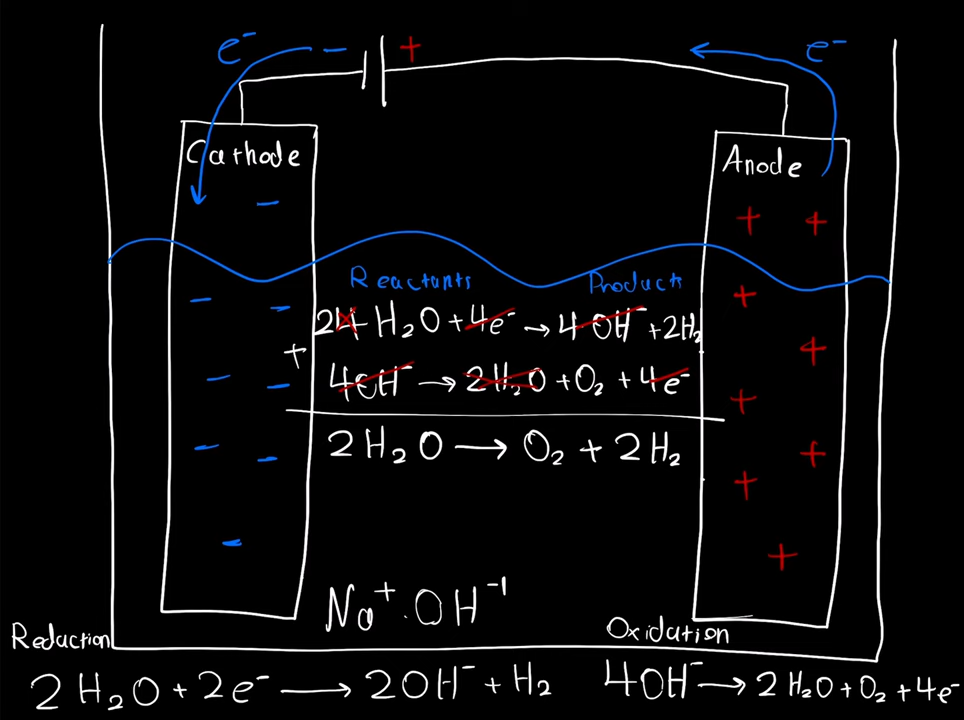 e⁻ − + e⁻
Cathode Anode
Reactants Products
24 H₂O + 4e⁻ → 4 OH⁻ + 2H₂
+ 4OH⁻ → 2H₂O + O₂ + 4e⁻
2H₂O → O₂ + 2H₂
Na⁺ · OH⁻¹
Reduction Oxidation
2H₂O + 2e⁻ → 2OH⁻ + H₂ 4OH⁻ → 2H₂O + O₂ + 4e⁻